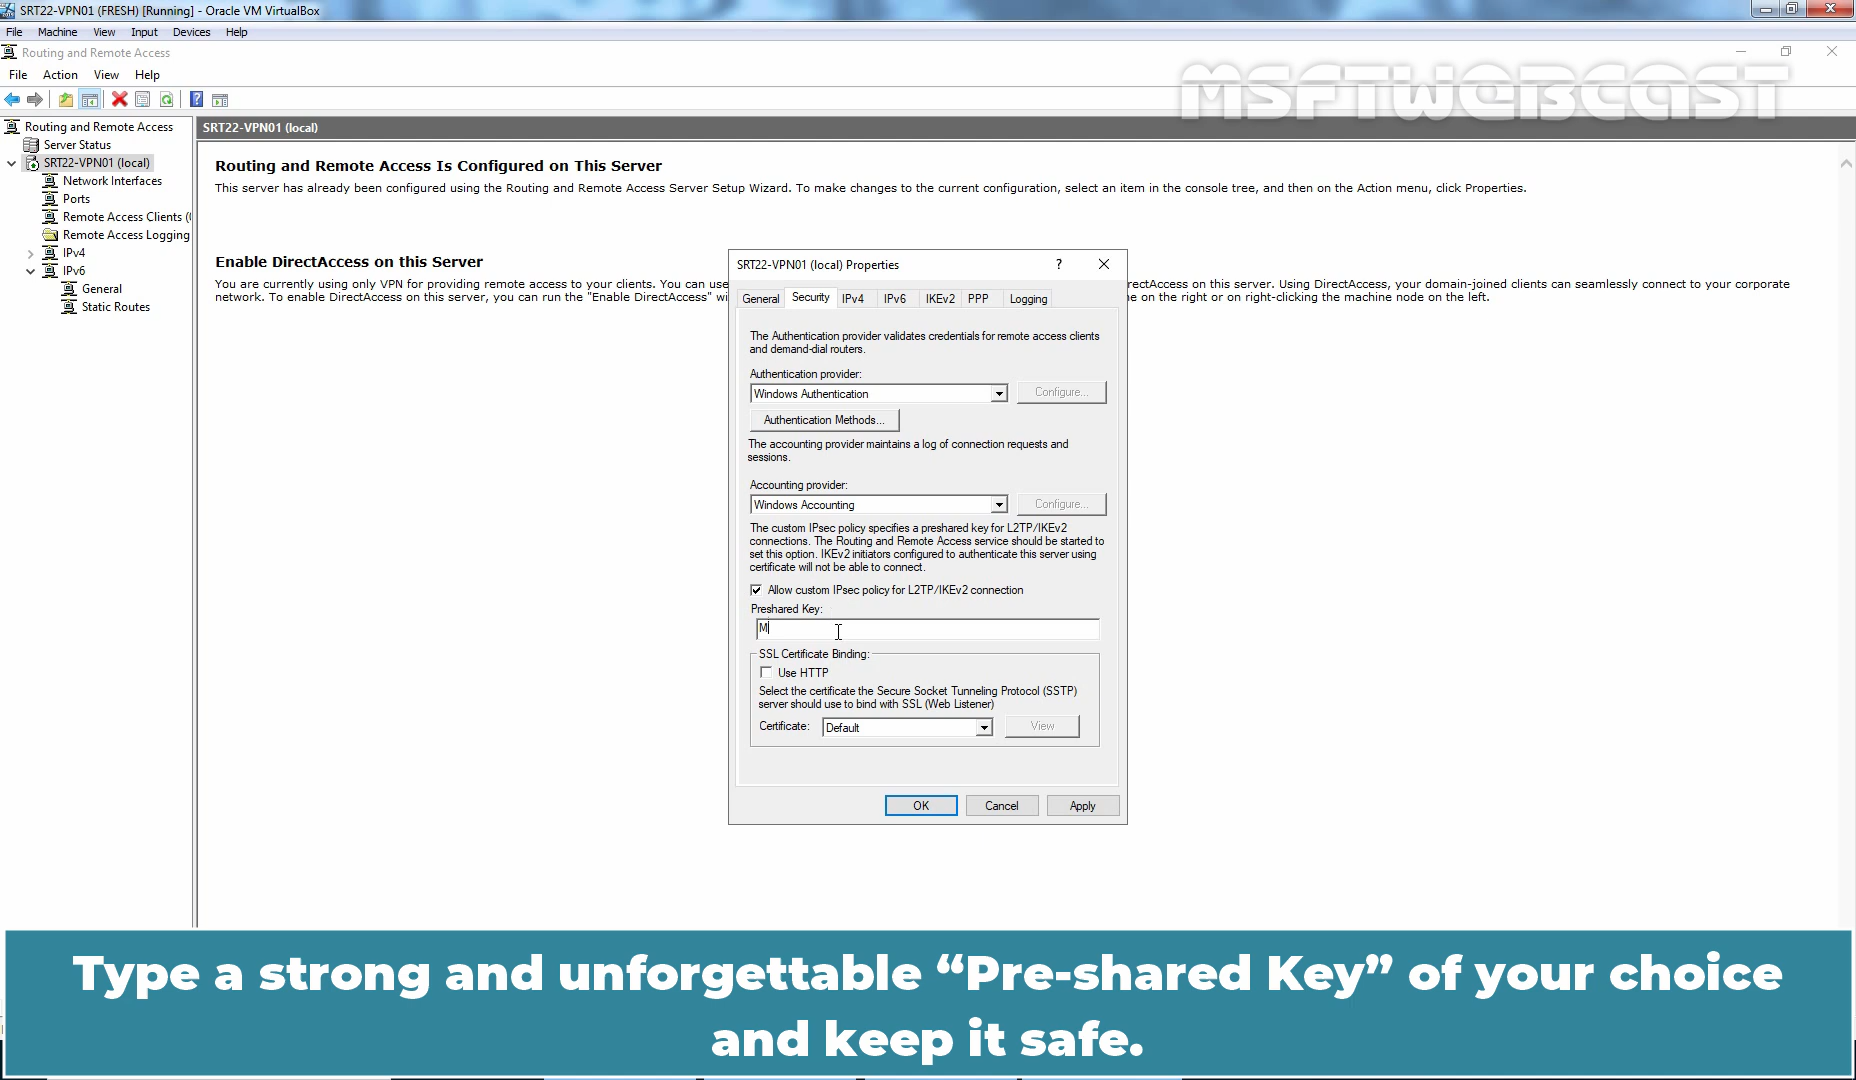 SRT22-VPN01 (FRESH) [Running] - Oracle VM VirtualBox
File Machine View Input Devices Help
Routing and Remote Access
File Action View Help
MSFTWEBCAST
Routing and Remote Access
Server Status
SRT22-VPN01 (local)
Network Interfaces
Ports
Remote Access Clients (
Remote Access Logging
IPv4
IPv6
General
Static Routes
SRT22-VPN01 (local)
Routing and Remote Access Is Configured on This Server
This server has already been configured using the Routing and Remote Access Server Setup Wizard. To make changes to the current configuration, select an item in the console tree, and then on the Action menu, click Properties.
Enable DirectAccess on this Server
You are currently using only VPN for providing remote access to your clients. You can use
network. To enable DirectAccess on this server, you can run the "Enable DirectAccess" wi
rectAccess on this server. Using DirectAccess, your domain-joined clients can seamlessly connect to your corporate
e on the right or on right-clicking the machine node on the left.
SRT22-VPN01 (local) Properties ?
General Security IPv4 IPv6 IKEv2 PPP Logging
The Authentication provider validates credentials for remote access clients
and demand-dial routers.
Authentication provider:
Windows Authentication Configure...
Authentication Methods...
The accounting provider maintains a log of connection requests and
sessions.
Accounting provider:
Windows Accounting Configure...
The custom IPsec policy specifies a preshared key for L2TP/IKEv2
connections. The Routing and Remote Access service should be started to
set this option. IKEv2 initiators configured to authenticate this server using
certificate will not be able to connect.
Allow custom IPsec policy for L2TP/IKEv2 connection
Preshared Key:
M
SSL Certificate Binding:
Use HTTP
Select the certificate the Secure Socket Tunneling Protocol (SSTP)
server should use to bind with SSL (Web Listener)
Certificate: Default View
OK Cancel Apply
Type a strong and unforgettable “Pre-shared Key” of your choice
and keep it safe.